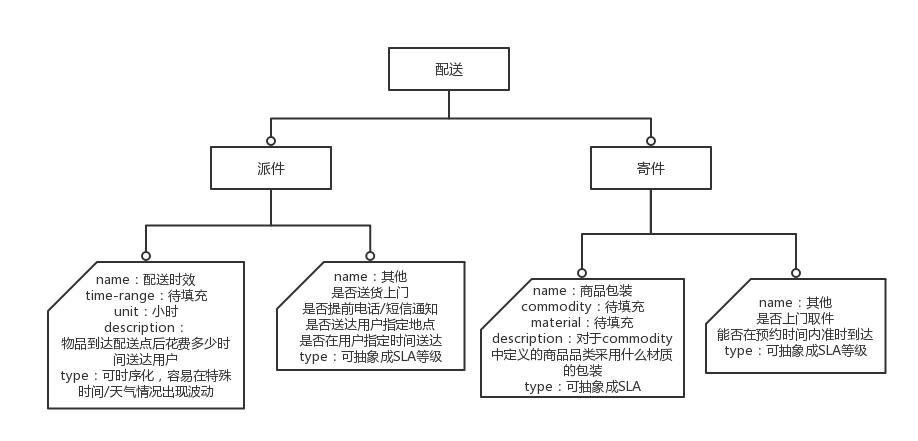 配送
派件
寄件
name：配送时效
time-range：待填充
unit：小时
description：
物品到达配送点后花费多少时
间送达用户
type：可时序化，容易在特殊
时间/天气情况出现波动
name：其他
是否送货上门
是否提前电话/短信通知
是否送达用户指定地点
是否在用户指定时间送达
type：可抽象成SLA等级
name：商品包装
commodity：待填充
material：待填充
description：对于commodity
中定义的商品品类采用什么材质
的包装
type：可抽象成SLA
name：其他
是否上门取件
能否在预约时间内准时到达
type：可抽象成SLA等级